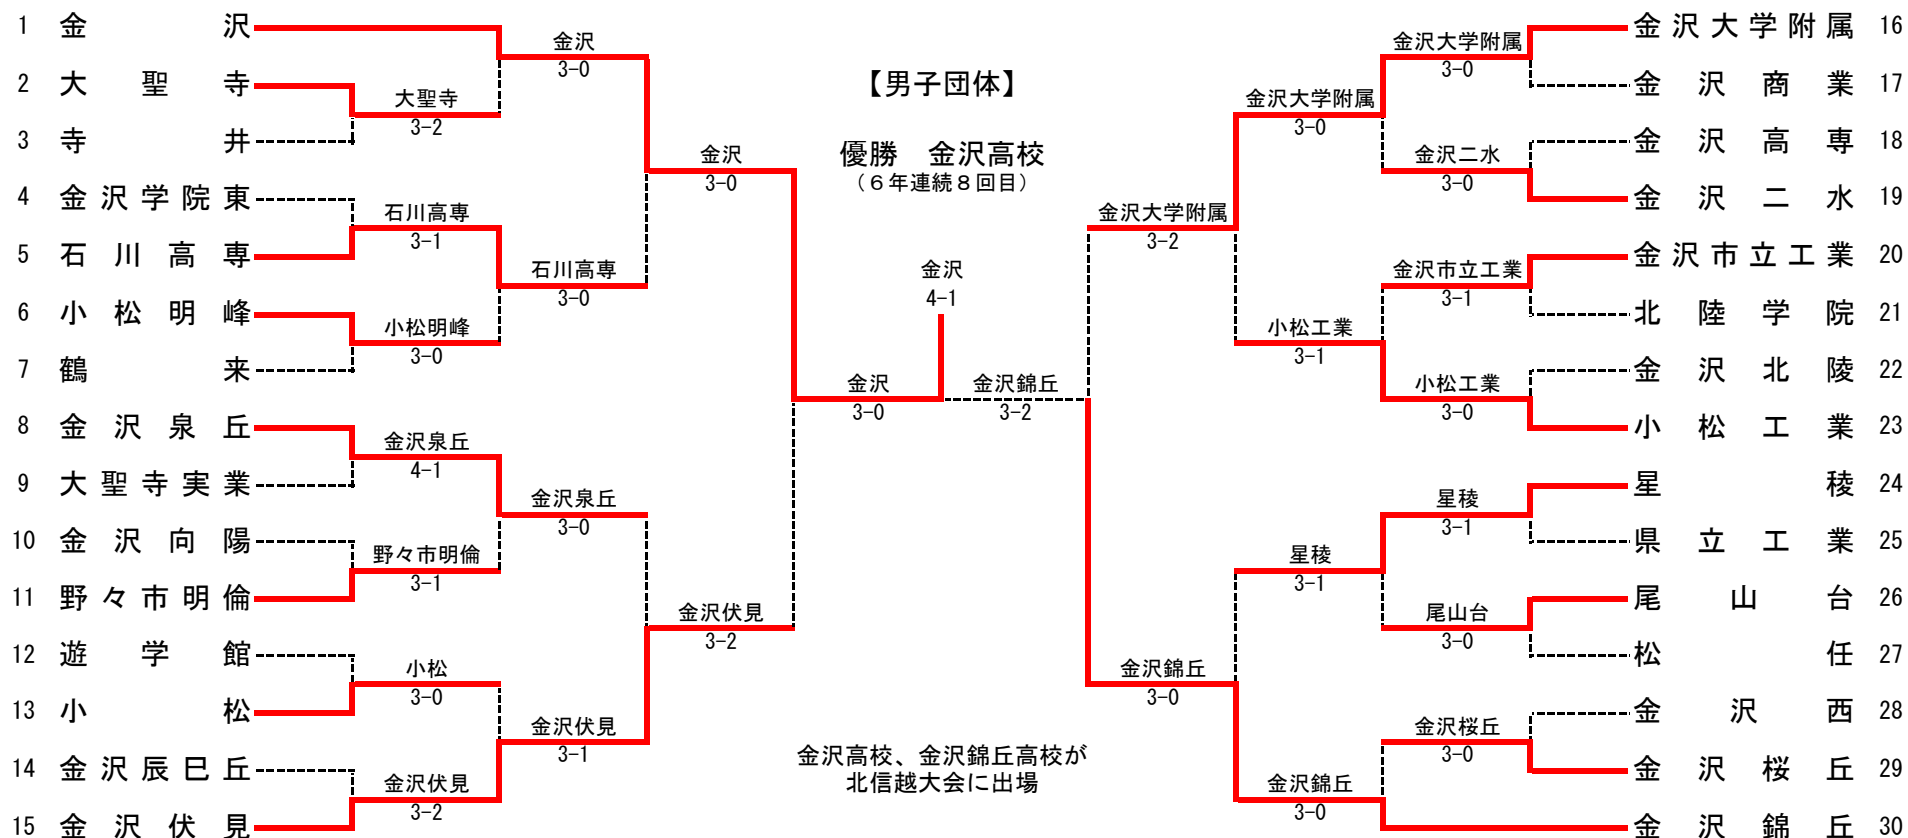 1 金沢
2 大聖寺
3 寺井
4 金沢学院東
5 石川高専
6 小松明峰
7 鶴来
8 金沢泉丘
9 大聖寺実業
10 金沢向陽
11 野々市明倫
12 遊学館
13 小松
14 金沢辰巳丘
15 金沢伏見
大聖寺
3-2
石川高専
3-1
小松明峰
3-0
金沢泉丘
4-1
野々市明倫
3-1
小松
3-0
金沢伏見
3-2
金沢
3-0
石川高専
3-0
金沢泉丘
3-0
金沢伏見
3-1
金沢
3-0
金沢伏見
3-2
金沢
3-0
【男子団体】
優勝 金沢高校
(6年連続8回目)
金沢
4-1
金沢高校、金沢錦丘高校が
北信越大会に出場
金沢錦丘
3-2
金沢大学附属
3-2
金沢錦丘
3-0
金沢大学附属
3-0
小松工業
3-1
星稜
3-1
金沢錦丘
3-0
金沢大学附属
3-0
金沢二水
3-0
金沢市立工業
3-1
小松工業
3-0
星稜
3-1
尾山台
3-0
金沢桜丘
3-0
金沢大学附属 16
金沢商業 17
金沢高専 18
金沢二水 19
金沢市立工業 20
北陸学院 21
金沢北陵 22
小松工業 23
星稜 24
県立工業 25
尾山台 26
松任 27
金沢西 28
金沢桜丘 29
金沢錦丘 30